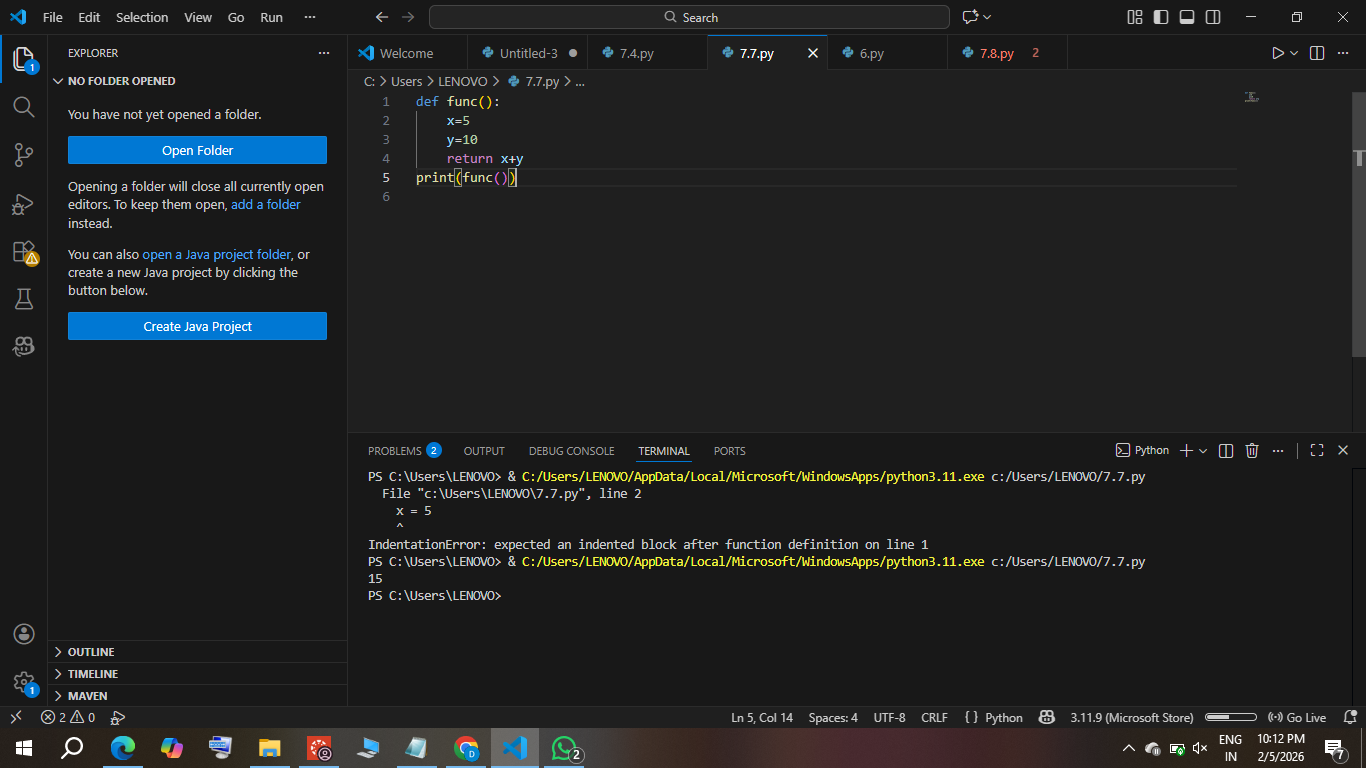 File Edit Selection View Go Run ··· Search
EXPLORER ···
Welcome Untitled-3 7.4.py 7.7.py 6.py 7.8.py 2
NO FOLDER OPENED
C: > Users > LENOVO > 7.7.py > ...
You have not yet opened a folder.
Open Folder
Opening a folder will close all currently open
editors. To keep them open, add a folder
instead.
You can also open a Java project folder, or
create a new Java project by clicking the
button below.
Create Java Project
OUTLINE
TIMELINE
MAVEN
1 def func():
2     x=5
3     y=10
4     return x+y
5 print(func())
6
PROBLEMS 2 OUTPUT DEBUG CONSOLE TERMINAL PORTS Python
PS C:\Users\LENOVO> & C:/Users/LENOVO/AppData/Local/Microsoft/WindowsApps/python3.11.exe c:/Users/LENOVO/7.7.py
  File "c:\Users\LENOVO\7.7.py", line 2
    x = 5
    ^
IndentationError: expected an indented block after function definition on line 1
PS C:\Users\LENOVO> & C:/Users/LENOVO/AppData/Local/Microsoft/WindowsApps/python3.11.exe c:/Users/LENOVO/7.7.py
15
PS C:\Users\LENOVO>
1
1
2 0 Ln 5, Col 14 Spaces: 4 UTF-8 CRLF { } Python 3.11.9 (Microsoft Store) Go Live
2 ENG 10:12 PM
IN 2/5/2026 7